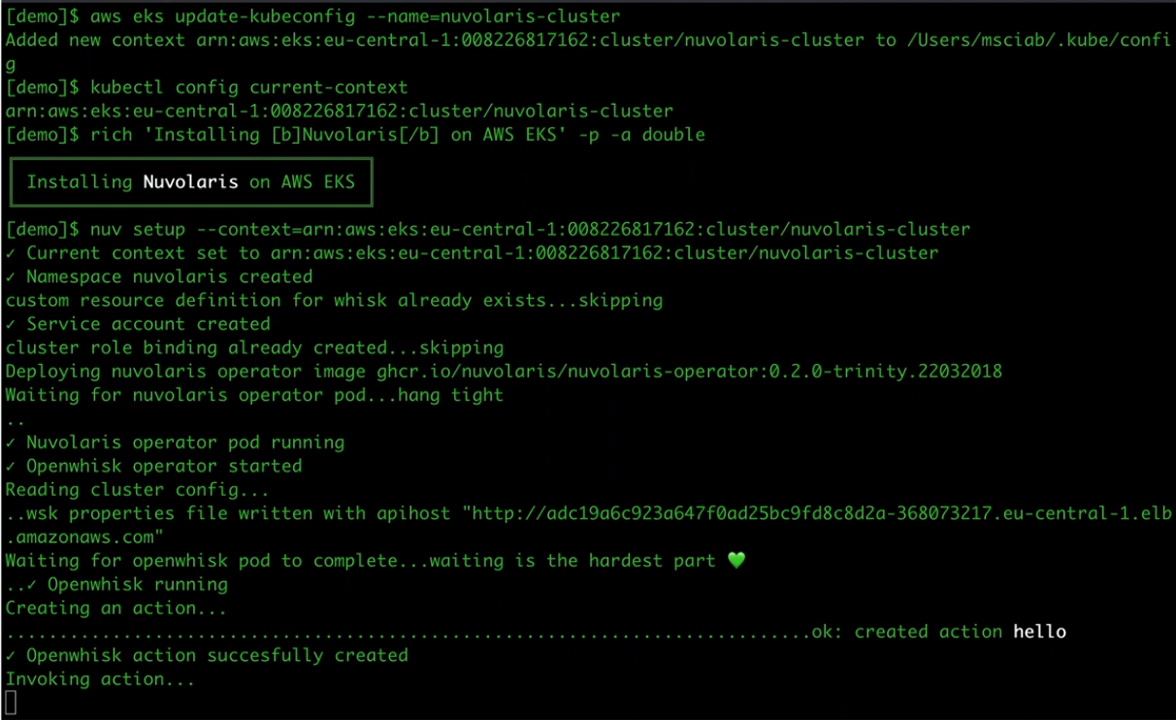 [demo]$ aws eks update-kubeconfig --name=nuvolaris-cluster
Added new context arn:aws:eks:eu-central-1:008226817162:cluster/nuvolaris-cluster to /Users/msciab/.kube/confi
g
[demo]$ kubectl config current-context
arn:aws:eks:eu-central-1:008226817162:cluster/nuvolaris-cluster
[demo]$ rich 'Installing [b]Nuvolaris[/b] on AWS EKS' -p -a double
Installing Nuvolaris on AWS EKS
[demo]$ nuv setup --context=arn:aws:eks:eu-central-1:008226817162:cluster/nuvolaris-cluster
✓ Current context set to arn:aws:eks:eu-central-1:008226817162:cluster/nuvolaris-cluster
✓ Namespace nuvolaris created
custom resource definition for whisk already exists...skipping
✓ Service account created
cluster role binding already created...skipping
Deploying nuvolaris operator image ghcr.io/nuvolaris/nuvolaris-operator:0.2.0-trinity.22032018
Waiting for nuvolaris operator pod...hang tight
..
✓ Nuvolaris operator pod running
✓ Openwhisk operator started
Reading cluster config...
..wsk properties file written with apihost "http://adc19a6c923a647f0ad25bc9fd8c8d2a-368073217.eu-central-1.elb
.amazonaws.com"
Waiting for openwhisk pod to complete...waiting is the hardest part 💚
..✓ Openwhisk running
Creating an action...
............................................................................ok: created action hello
✓ Openwhisk action succesfully created
Invoking action...